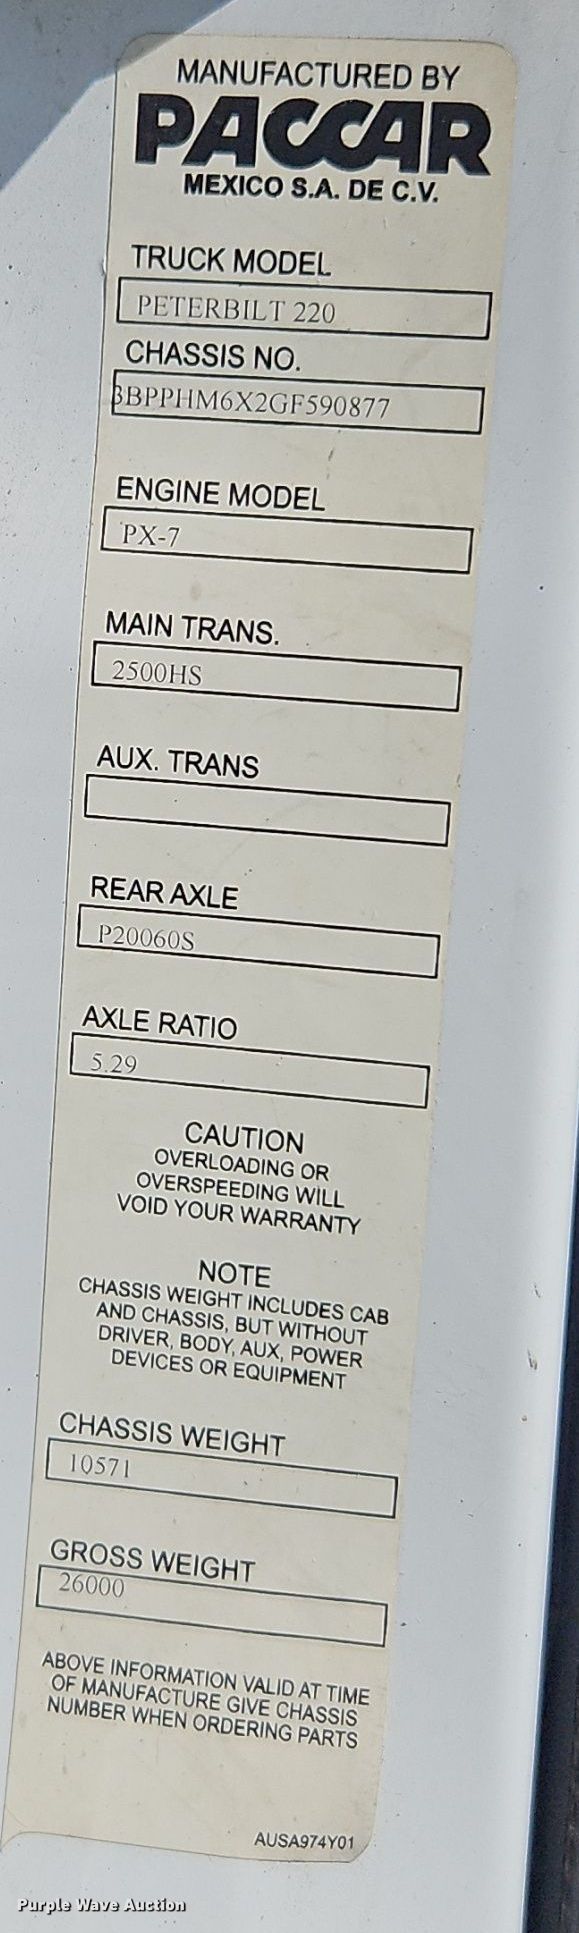 MANUFACTURED BY
PACCAR
MEXICO S.A. DE C.V.
TRUCK MODEL
PETERBILT 220
CHASSIS NO.
3BPPHM6X2GF590877
ENGINE MODEL
PX-7
MAIN TRANS.
2500HS
AUX. TRANS
REAR AXLE
P20060S
AXLE RATIO
5.29
CAUTION
OVERLOADING OR
OVERSPEEDING WILL
VOID YOUR WARRANTY
NOTE
CHASSIS WEIGHT INCLUDES CAB
AND CHASSIS, BUT WITHOUT
DRIVER, BODY, AUX, POWER
DEVICES OR EQUIPMENT
CHASSIS WEIGHT
10571
GROSS WEIGHT
26000
ABOVE INFORMATION VALID AT TIME
OF MANUFACTURE GIVE CHASSIS
NUMBER WHEN ORDERING PARTS
AUSA974Y01
Purple Wave Auction